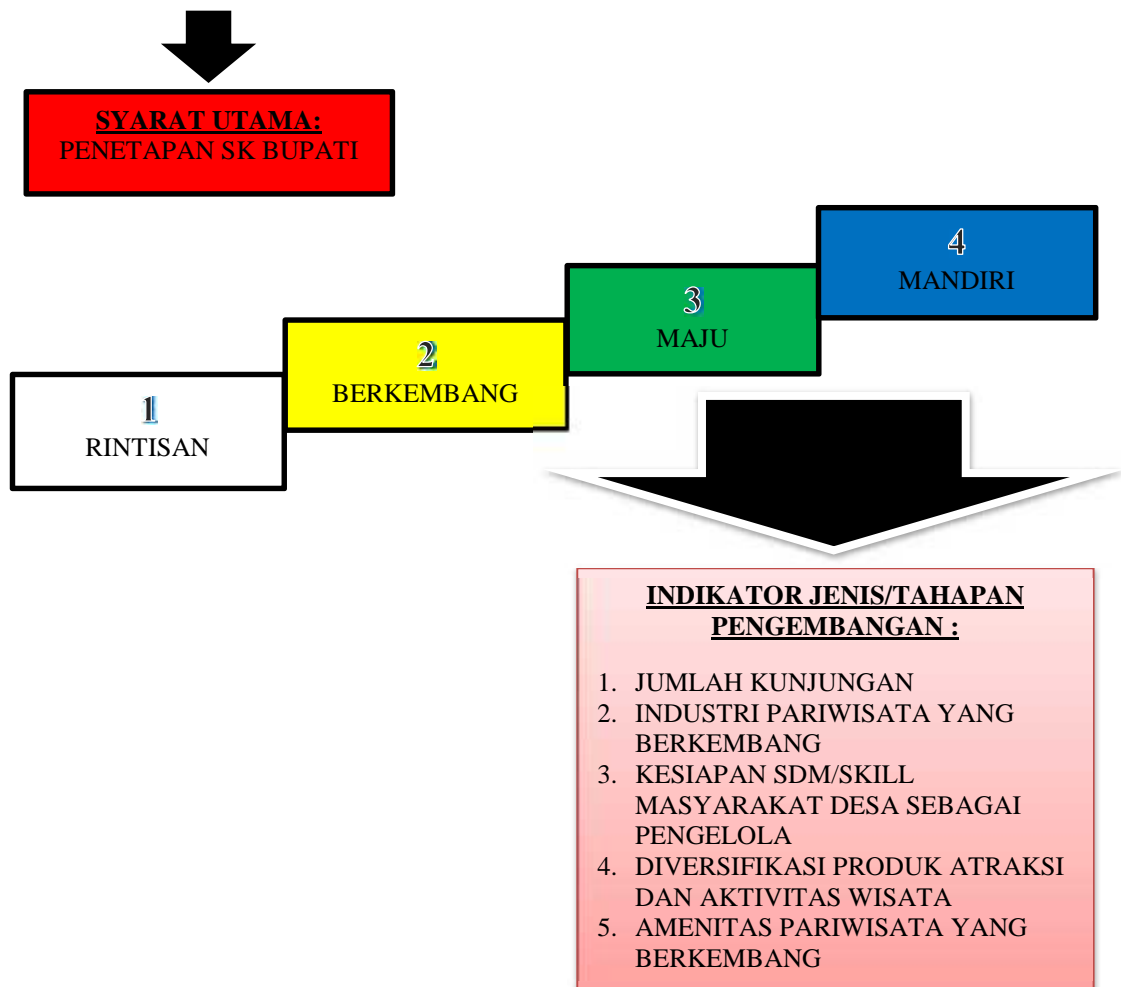 SYARAT UTAMA:
PENETAPAN SK BUPATI
4
MANDIRI
3
MAJU
2
BERKEMBANG
1
RINTISAN
INDIKATOR JENIS/TAHAPAN
PENGEMBANGAN :
1. JUMLAH KUNJUNGAN
2. INDUSTRI PARIWISATA YANG
BERKEMBANG
3. KESIAPAN SDM/SKILL
MASYARAKAT DESA SEBAGAI
PENGELOLA
4. DIVERSIFIKASI PRODUK ATRAKSI
DAN AKTIVITAS WISATA
5. AMENITAS PARIWISATA YANG
BERKEMBANG